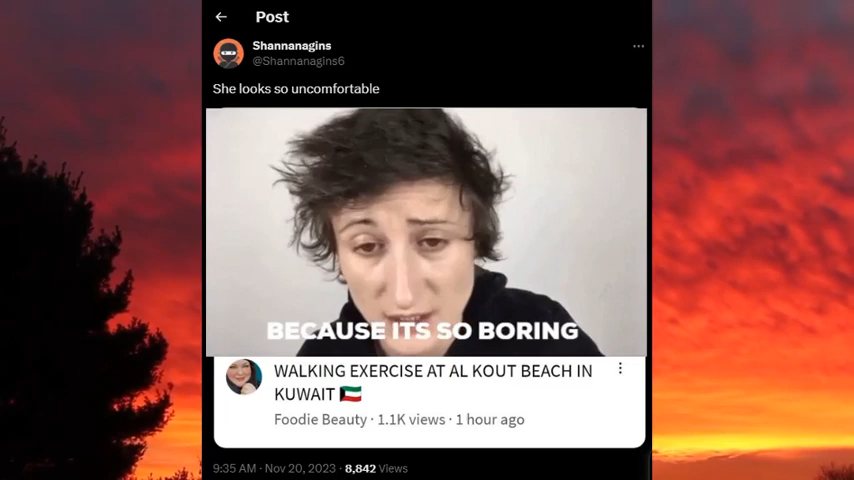 Post
Shannanagins
@Shannanagins6
She looks so uncomfortable
BECAUSE ITS SO BORING
WALKING EXERCISE AT AL KOUT BEACH IN
KUWAIT 🇰🇼
Foodie Beauty · 1.1K views · 1 hour ago
9:35 AM · Nov 20, 2023 · 8,842 Views